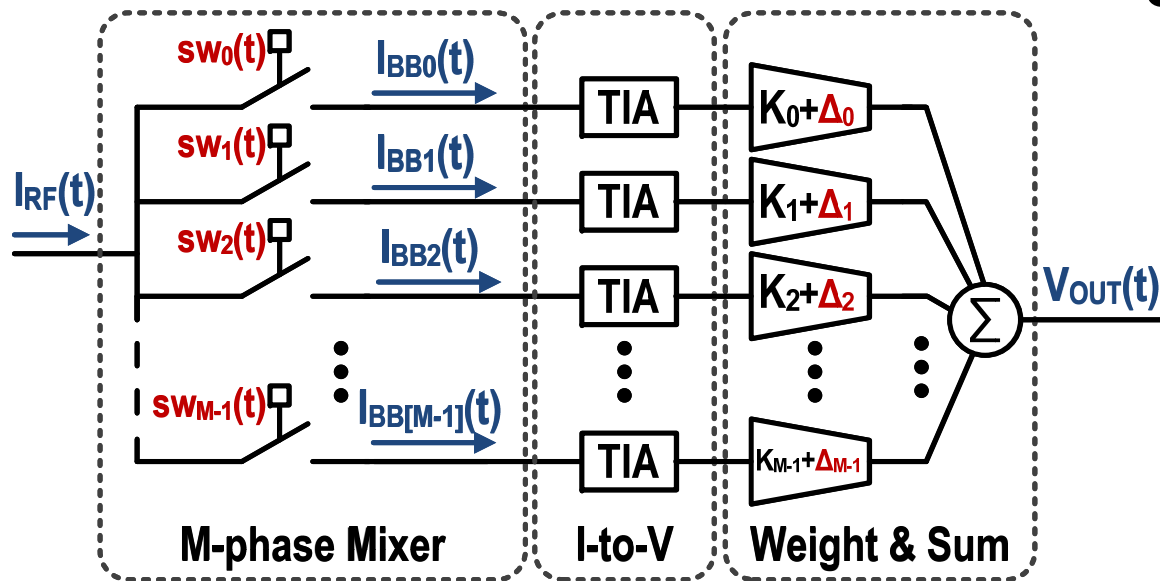 sw0(t)
IBB0(t)
TIA
K0+Δ0
IRF(t)
sw1(t)
IBB1(t)
TIA
K1+Δ1
sw2(t)
IBB2(t)
TIA
K2+Δ2
Σ
VOUT(t)
swM-1(t)
IBB[M-1](t)
TIA
KM-1+ΔM-1
M-phase Mixer
I-to-V
Weight & Sum